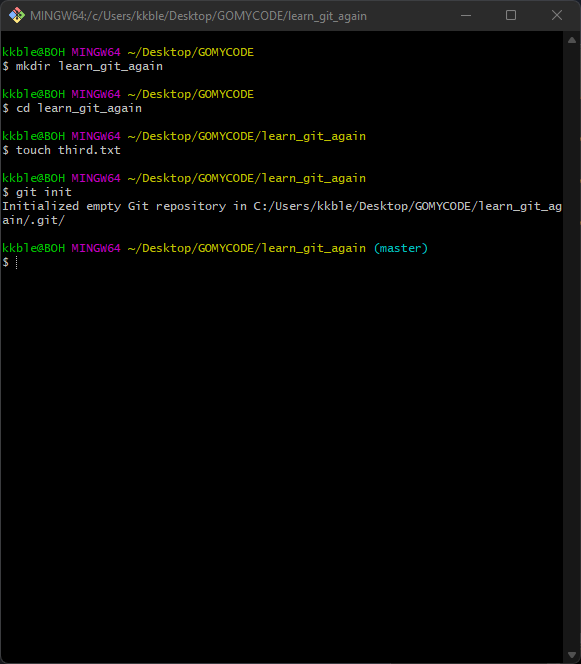 MINGW64:/c/Users/kkble/Desktop/GOMYCODE/learn_git_again
kkble@BOH MINGW64 ~/Desktop/GOMYCODE
$ mkdir learn_git_again
kkble@BOH MINGW64 ~/Desktop/GOMYCODE
$ cd learn_git_again
kkble@BOH MINGW64 ~/Desktop/GOMYCODE/learn_git_again
$ touch third.txt
kkble@BOH MINGW64 ~/Desktop/GOMYCODE/learn_git_again
$ git init
Initialized empty Git repository in C:/Users/kkble/Desktop/GOMYCODE/learn_git_ag
ain/.git/
kkble@BOH MINGW64 ~/Desktop/GOMYCODE/learn_git_again (master)
$